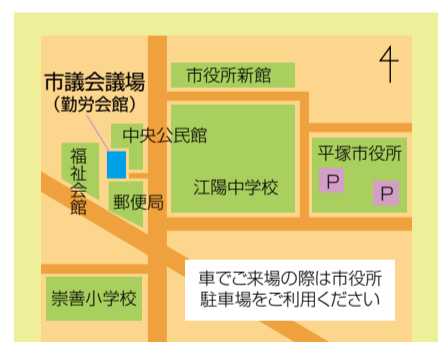 市議会議場
（勤労会館）
市役所新館
中央公民館
福祉会館
郵便局
江陽中学校
平塚市役所
P
P
崇善小学校
車でご来場の際は市役所
駐車場をご利用ください